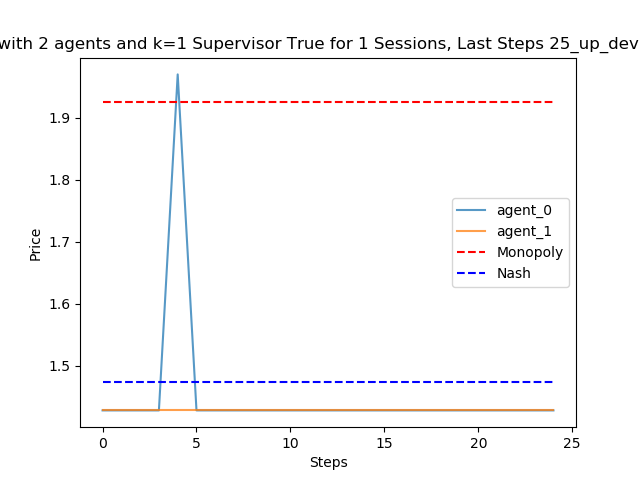 with 2 agents and k=1 Supervisor True for 1 Sessions, Last Steps 25_up_dev
1.9
1.8
1.7
1.6
1.5
Price
agent_0
agent_1
Monopoly
Nash
0 5 10 15 20 25
Steps